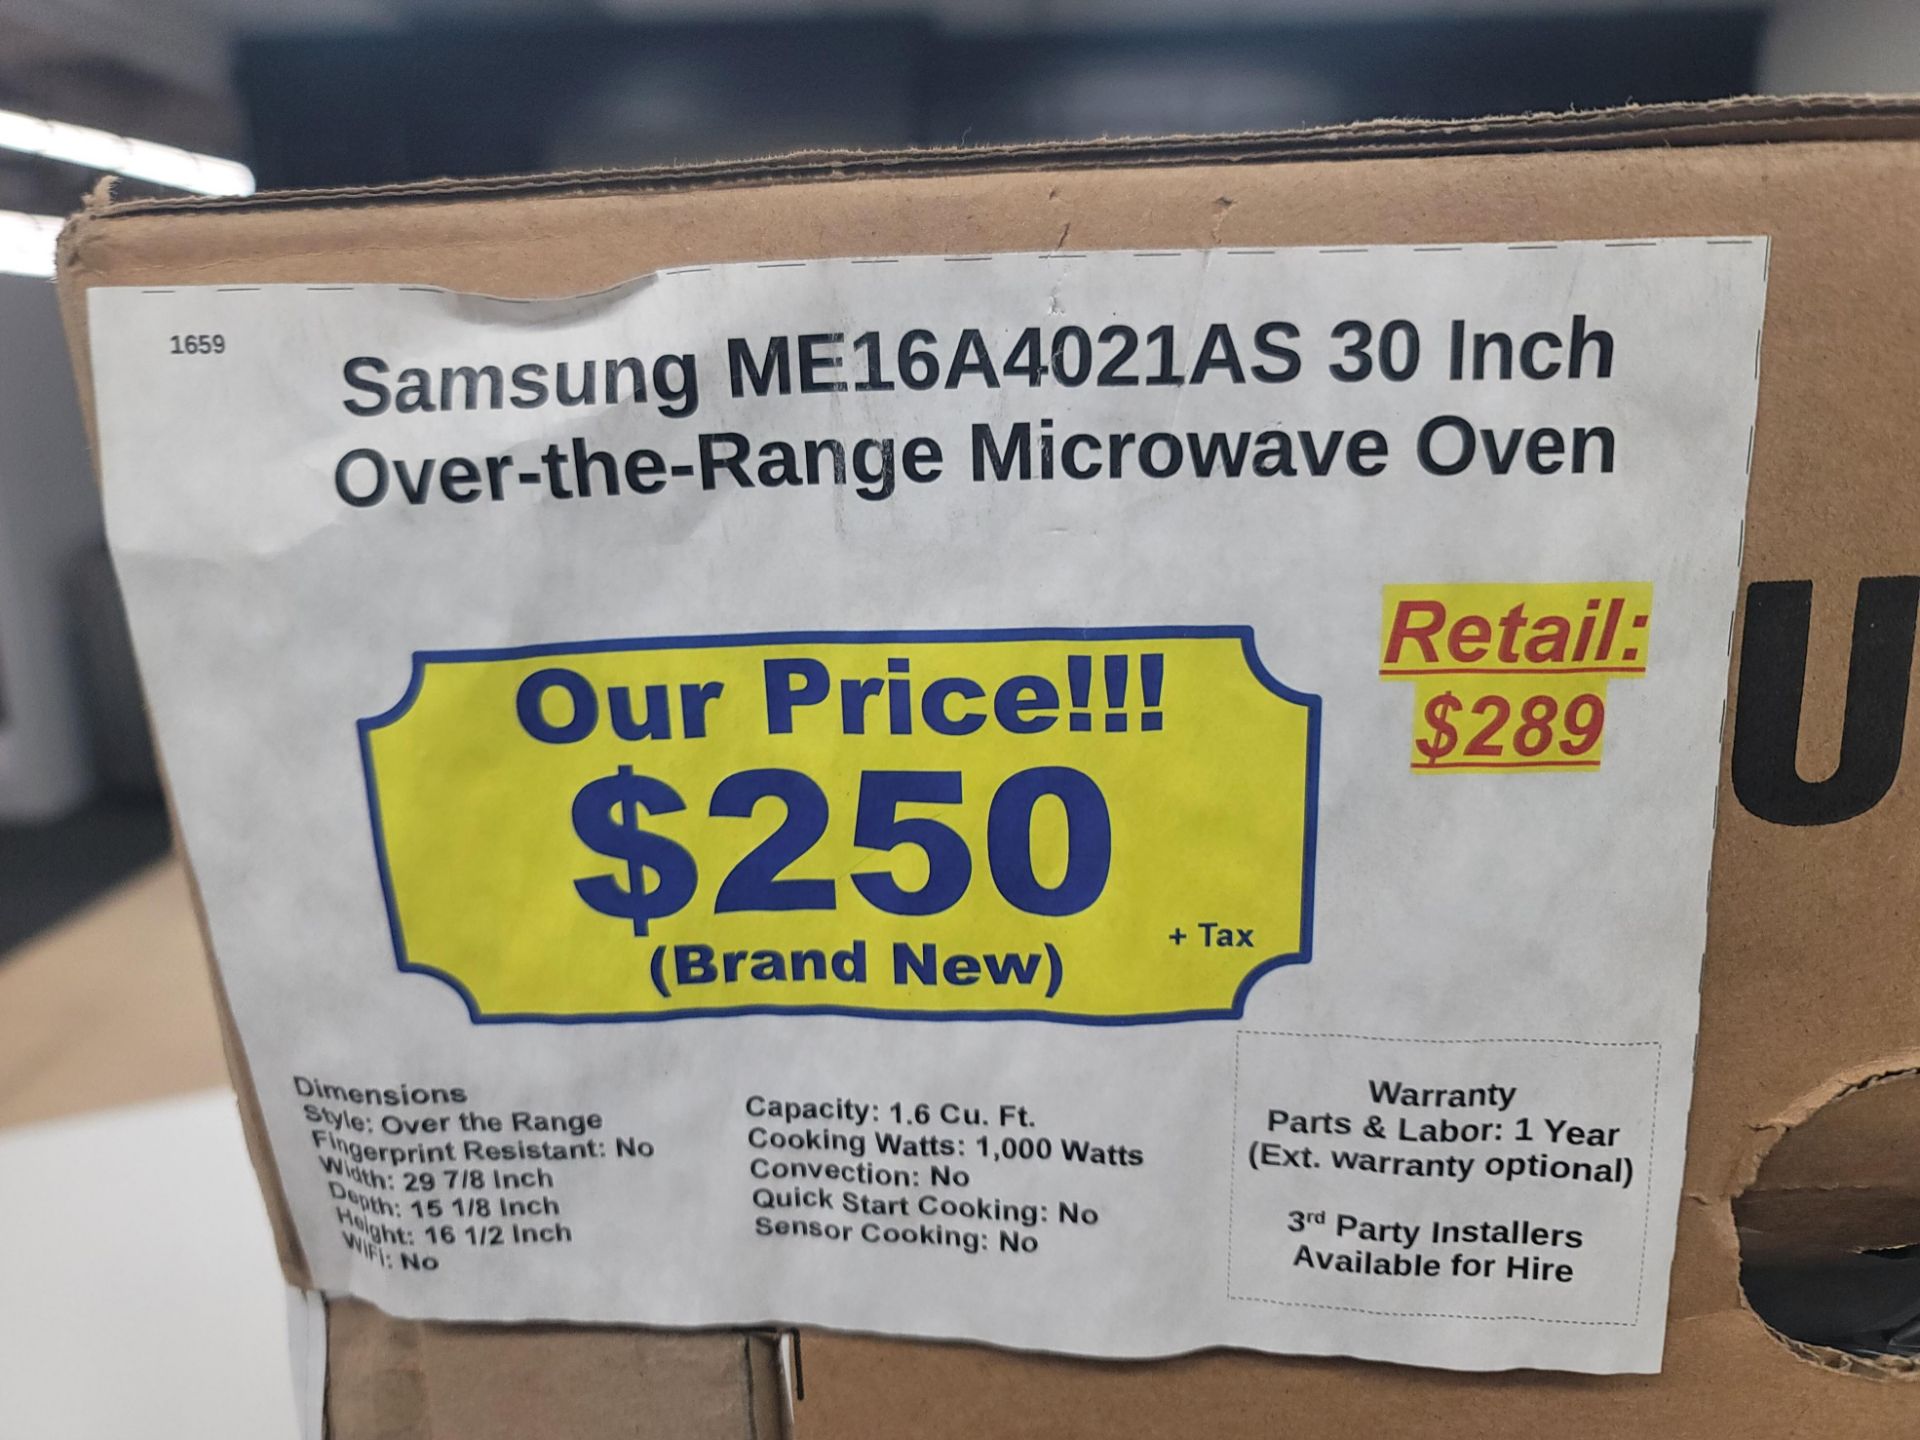 1659
Samsung ME16A4021AS 30 Inch
Over-the-Range Microwave Oven
Retail:
$289
Our Price!!!
$250
(Brand New)
+ Tax
Dimensions
Style: Over the Range
Fingerprint Resistant: No
Width: 29 7/8 Inch
Depth: 15 1/8 Inch
Height: 16 1/2 Inch
WiFi: No
Capacity: 1.6 Cu. Ft.
Cooking Watts: 1,000 Watts
Convection: No
Quick Start Cooking: No
Sensor Cooking: No
Warranty
Parts & Labor: 1 Year
(Ext. warranty optional)
3rd Party Installers
Available for Hire
U